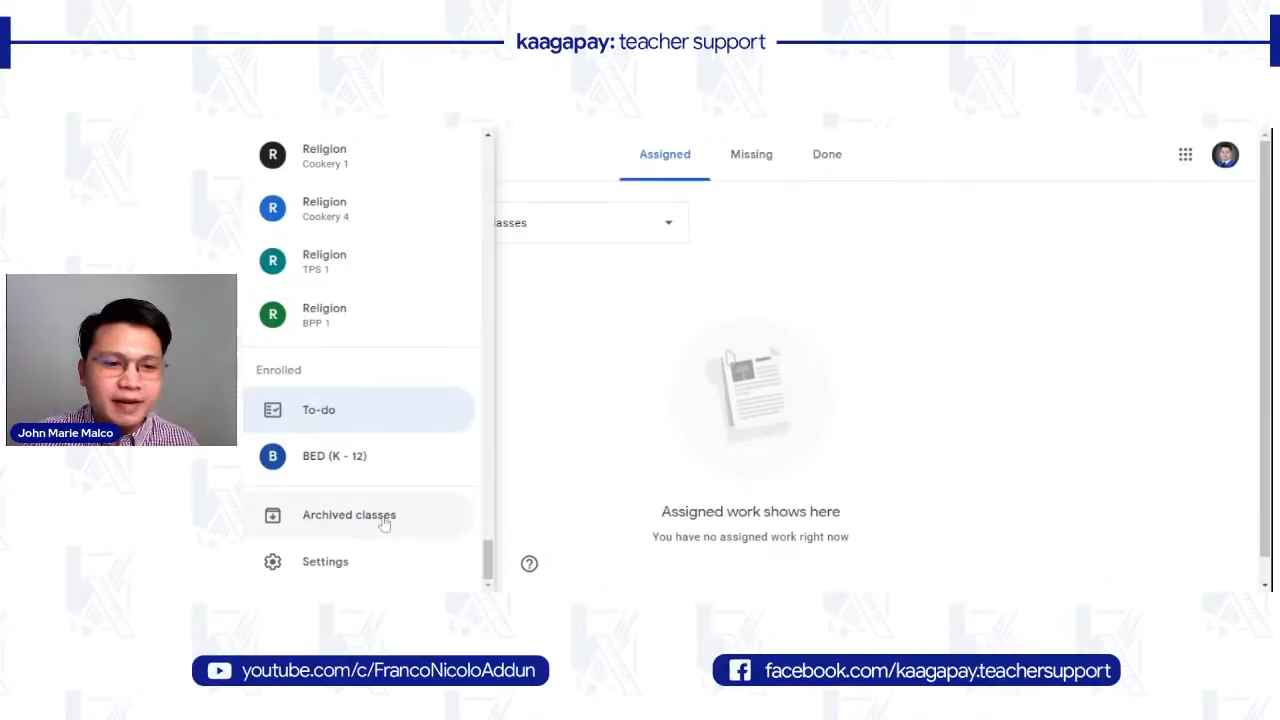 kaagapay: teacher support
R
Religion
Cookery 1
R
Religion
Cookery 4
R
Religion
TPS 1
R
Religion
BPP 1
Enrolled
To-do
B
BED (K - 12)
Archived classes
Settings
Assigned
Missing
Done
lasses
Assigned work shows here
You have no assigned work right now
John Marie Malco
youtube.com/c/FrancoNicoloAddun
facebook.com/kaagapay.teachersupport